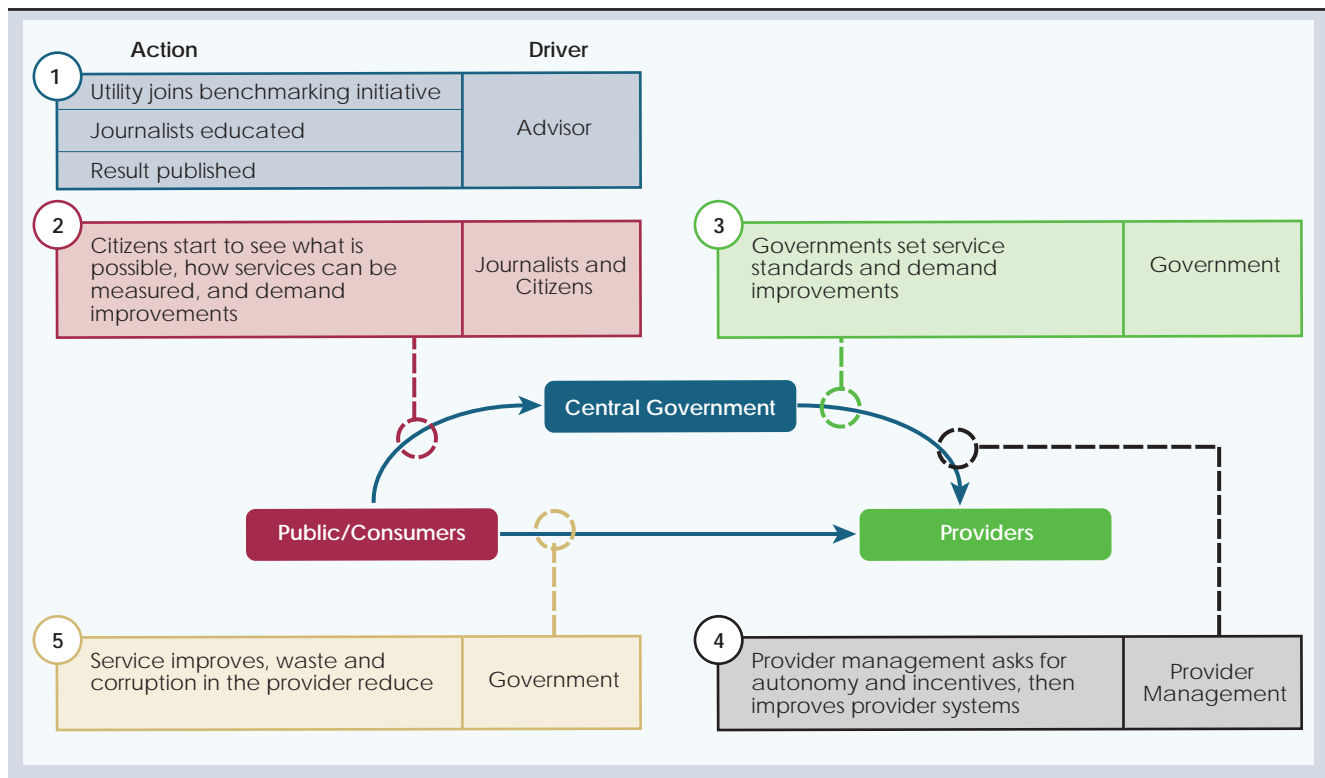 Action Driver
1
Utility joins benchmarking initiative
Journalists educated
Result published
Advisor
2
Citizens start to see what is
possible, how services can be
measured, and demand
improvements
Journalists and
Citizens
3
Governments set service
standards and demand
improvements
Government
Central Government
Public/Consumers
Providers
5
Service improves, waste and
corruption in the provider reduce
Government
4
Provider management asks for
autonomy and incentives, then
improves provider systems
Provider
Management